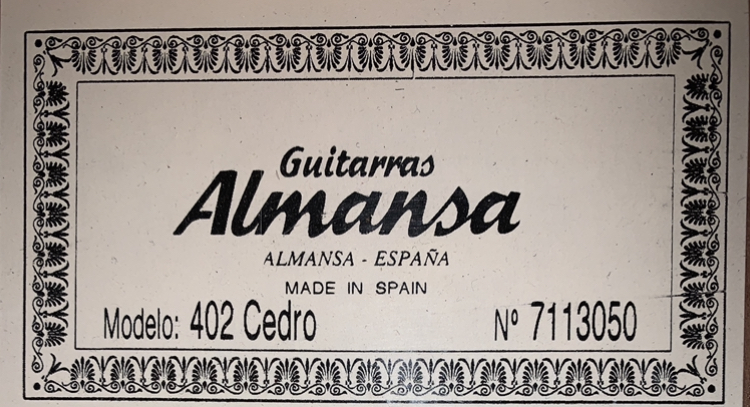 Guitarras
Almansa
ALMANSA - ESPAÑA
MADE IN SPAIN
Modelo: 402 Cedro Nº 7113050